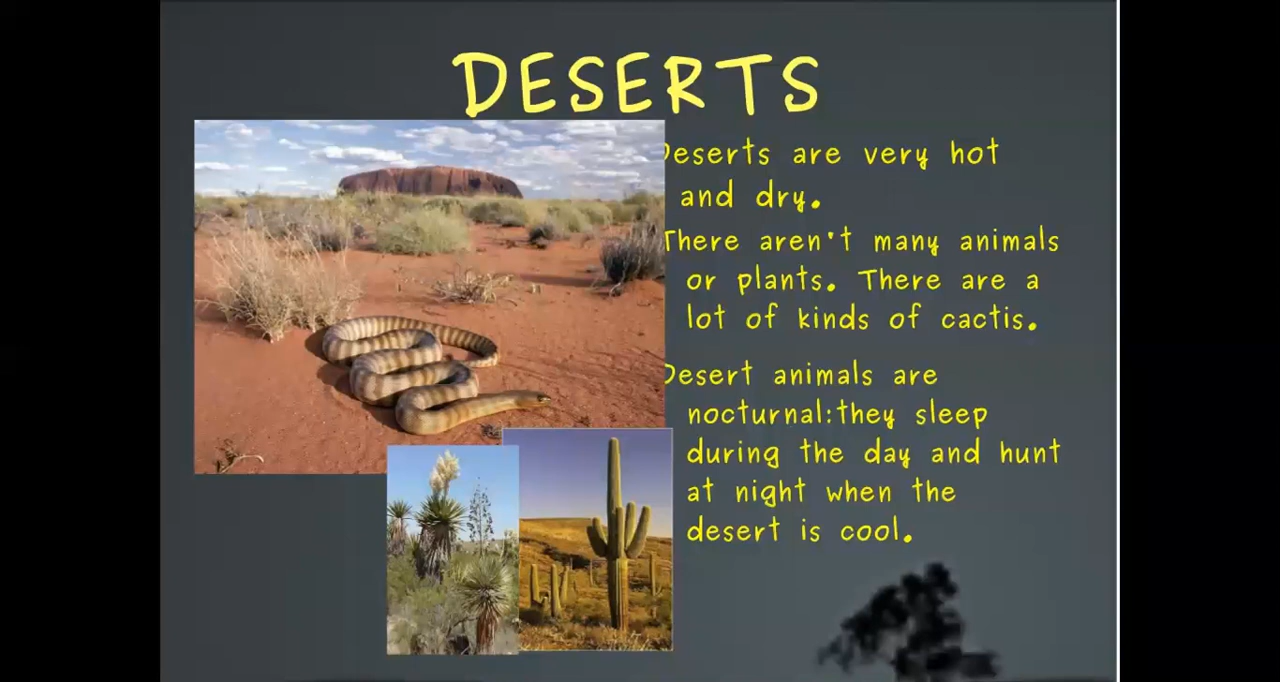 DESERTS
Deserts are very hot
and dry.
There aren't many animals
or plants. There are a
lot of kinds of cactis.
Desert animals are
nocturnal:they sleep
during the day and hunt
at night when the
desert is cool.